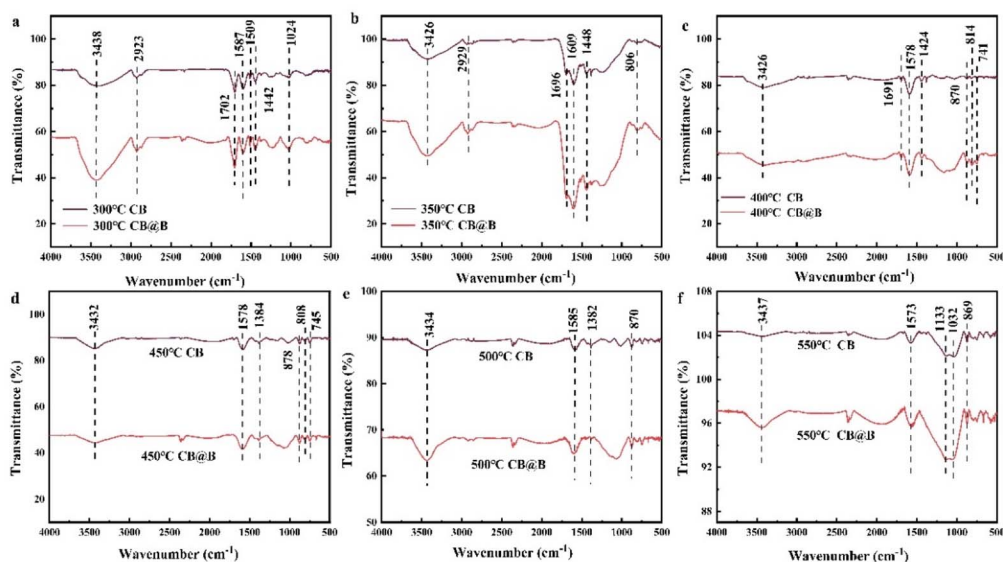 a
3438
2923
1702
1587
1509
1442
1024
Transmittance (%)
100
80
60
40
20
300°C CB
300°C CB@B
4000 3500 3000 2500 2000 1500 1000 500
Wavenumber (cm-1)
b
3426
2929
1696
1609
1448
806
Transmittance (%)
100
80
60
40
20
350°C CB
350°C CB@B
4000 3500 3000 2500 2000 1500 1000 500
Wavenumber (cm-1)
c
3426
1691
1578
1424
870
814
741
Transmittance (%)
100
80
60
40
20
400°C CB
400°C CB@B
4000 3500 3000 2500 2000 1500 1000 500
Wavenumber (cm-1)
d
3432
1578
1384
878
808
745
Transmittance (%)
100
80
60
40
20
450°C CB
450°C CB@B
4000 3500 3000 2500 2000 1500 1000 500
Wavenumber (cm-1)
e
3434
1585
1382
870
Transmittance (%)
100
90
80
70
60
50
500°C CB
500°C CB@B
4000 3500 3000 2500 2000 1500 1000 500
Wavenumber (cm-1)
f
3437
1573
1133
1032
869
Transmittance (%)
108
104
102
96
92
88
550°C CB
550°C CB@B
4000 3500 3000 2500 2000 1500 1000 500
Wavenumber (cm-1)